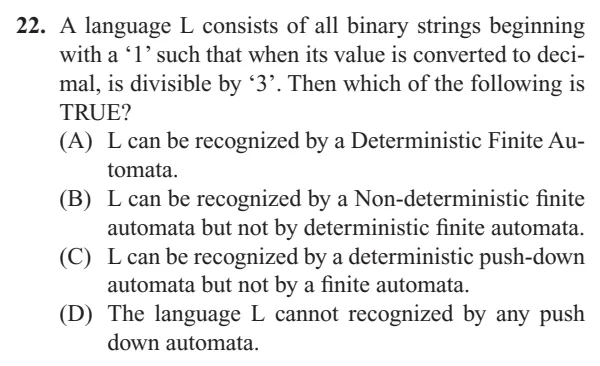 22. A language L consists of all binary strings beginning
with a ‘1’ such that when its value is converted to deci-
mal, is divisible by ‘3’. Then which of the following is
TRUE?
(A) L can be recognized by a Deterministic Finite Au-
tomata.
(B) L can be recognized by a Non-deterministic finite
automata but not by deterministic finite automata.
(C) L can be recognized by a deterministic push-down
automata but not by a finite automata.
(D) The language L cannot recognized by any push
down automata.